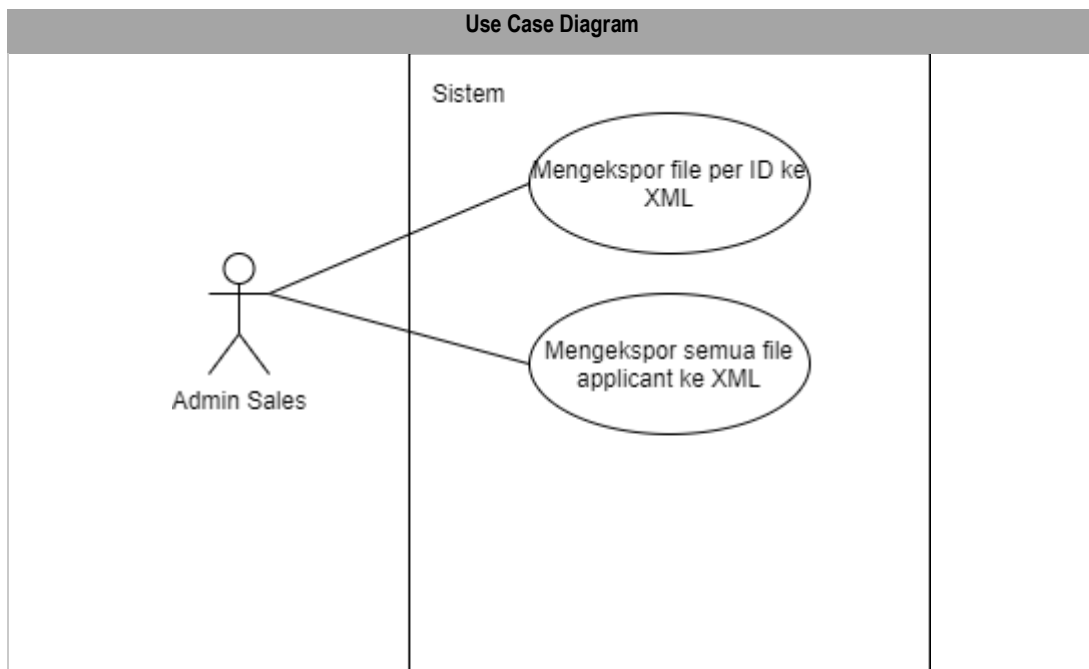 Use Case Diagram
Sistem
Mengekspor file per ID ke
XML
Mengekspor semua file
applicant ke XML
Admin Sales